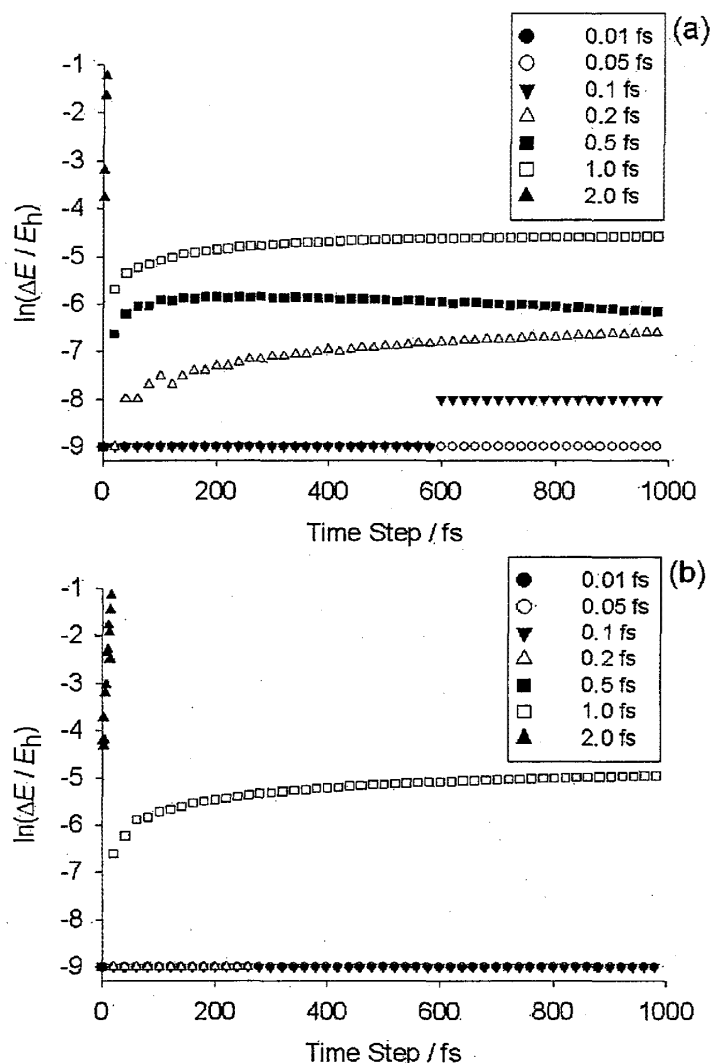 (a)
0.01 fs
0.05 fs
0.1 fs
0.2 fs
0.5 fs
1.0 fs
2.0 fs
-1
-2
-3
-4
-5
-6
-7
-8
-9
ln(ΔE / Eh)
0 200 400 600 800 1000
Time Step / fs
(b)
0.01 fs
0.05 fs
0.1 fs
0.2 fs
0.5 fs
1.0 fs
2.0 fs
-1
-2
-3
-4
-5
-6
-7
-8
-9
ln(ΔE / Eh)
0 200 400 600 800 1000
Time Step / fs